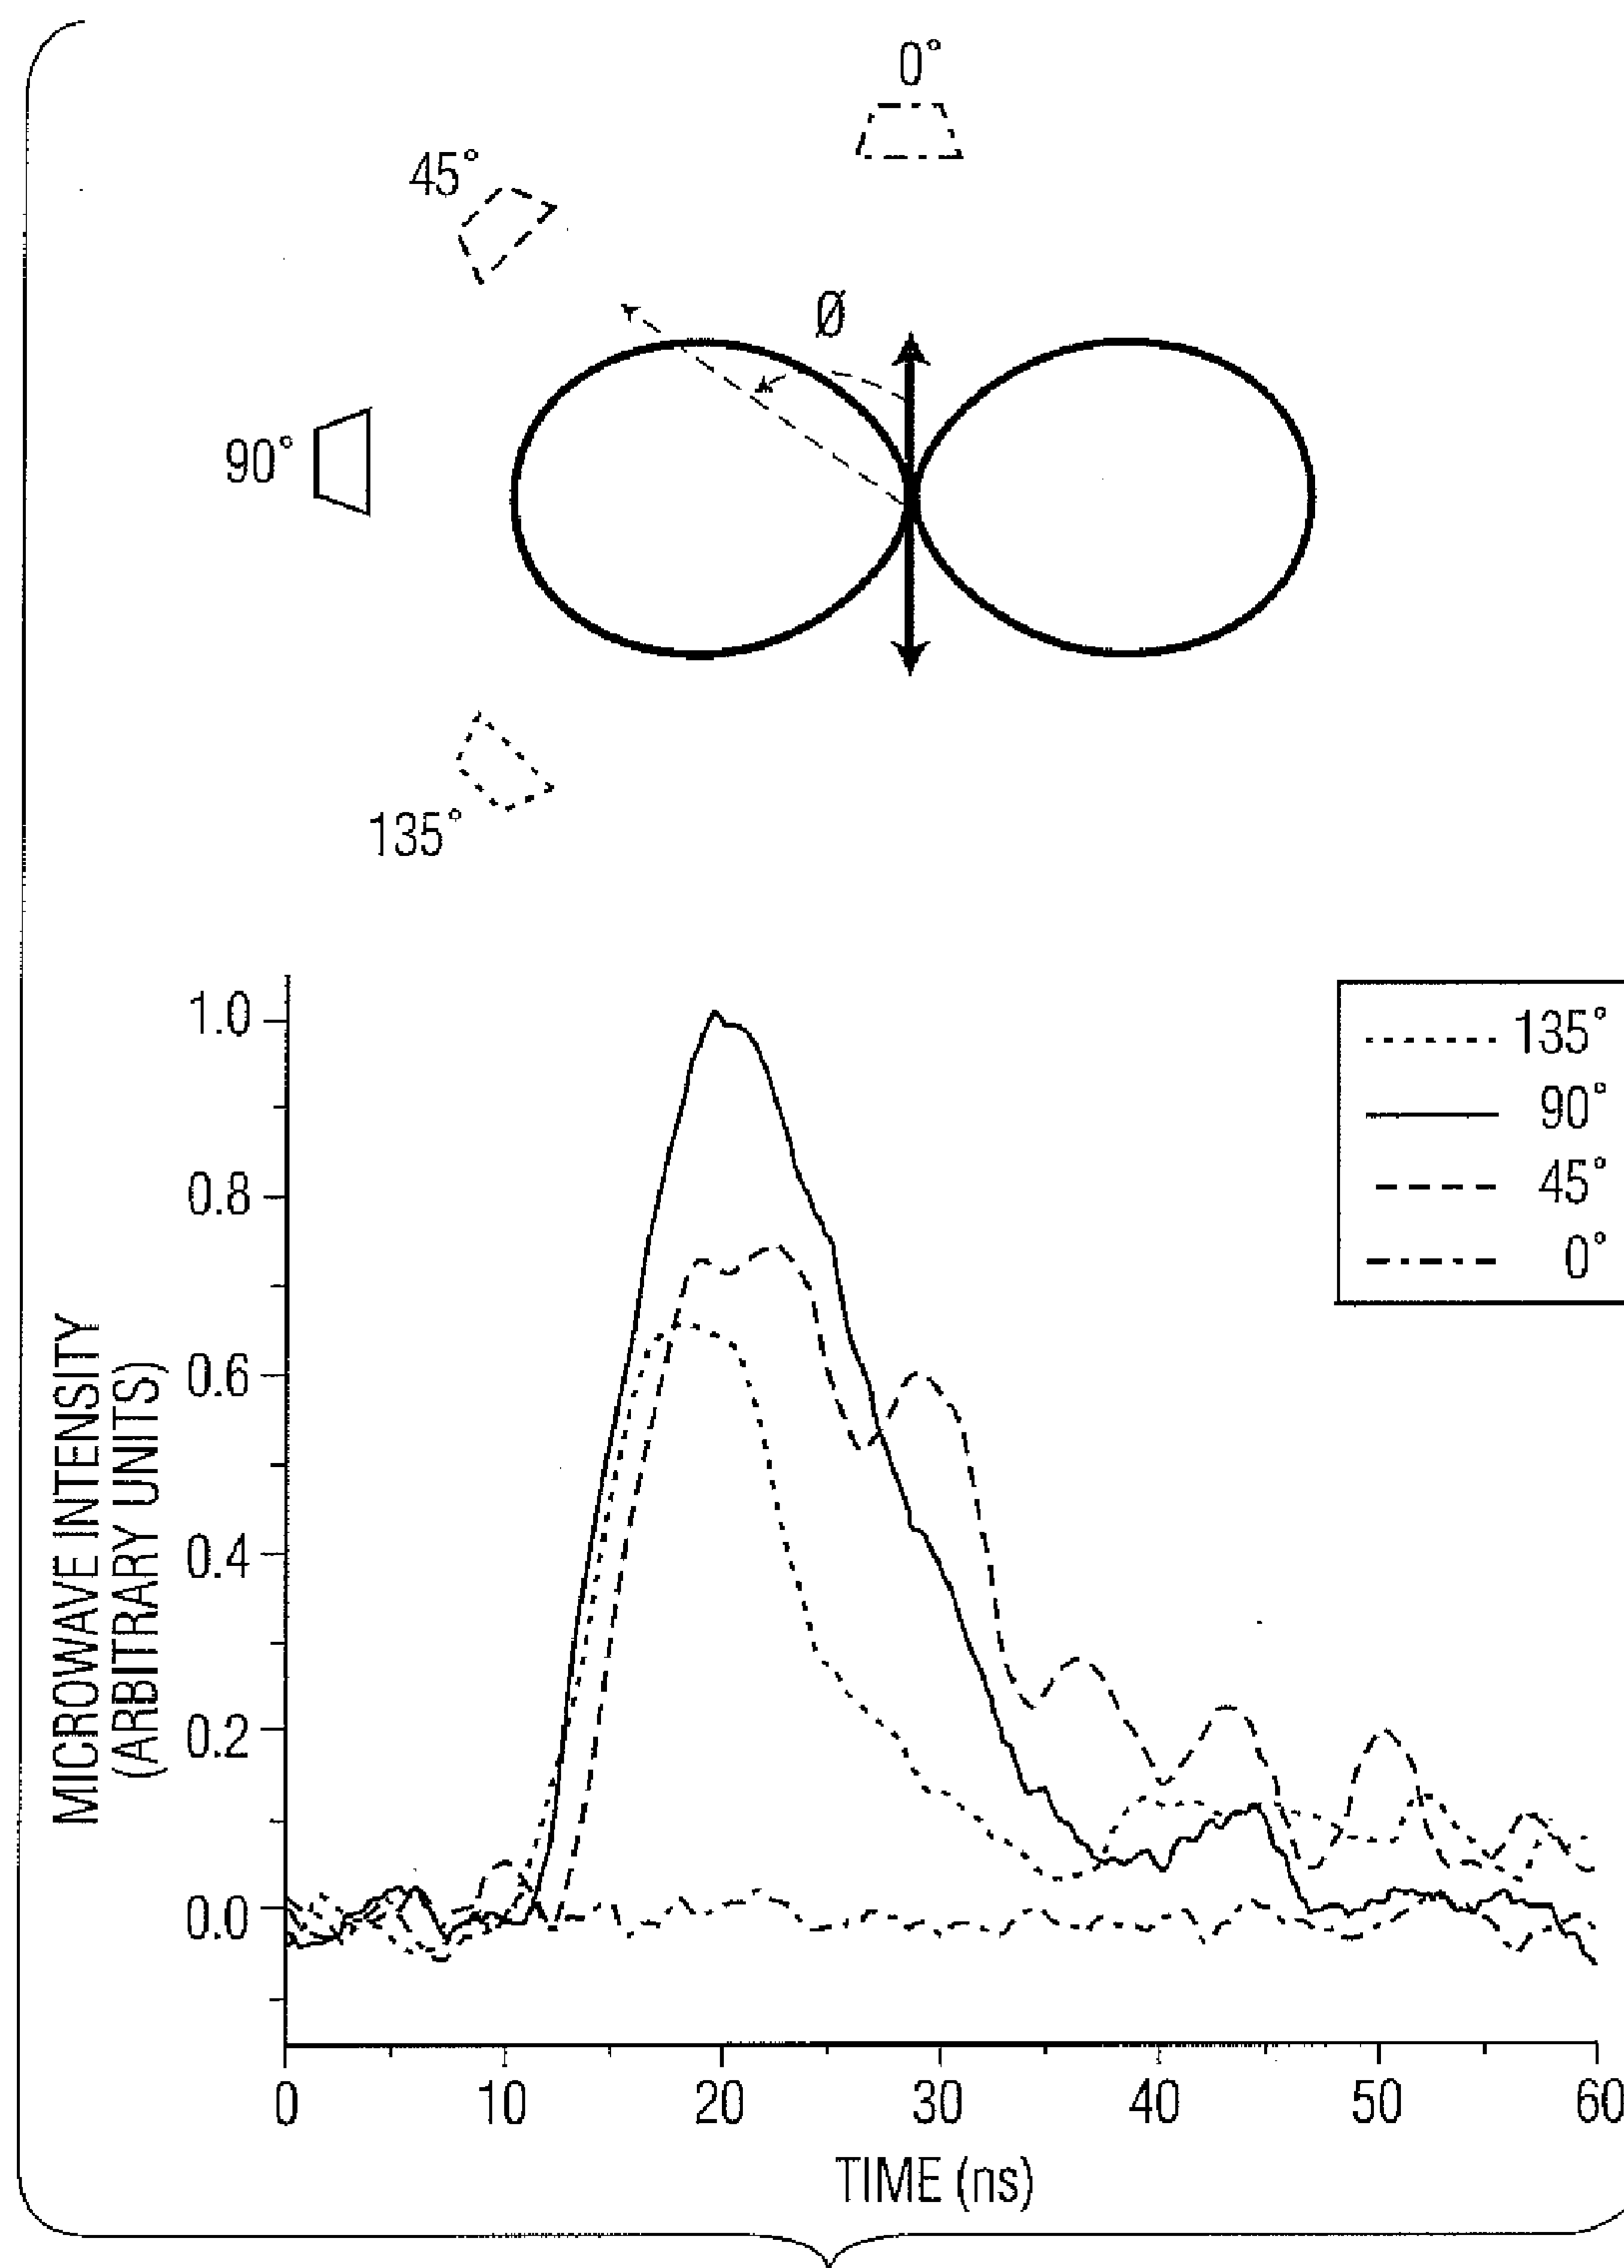 0°
45°
Ø
90°
135°
1.0
0.8
0.6
0.4
0.2
0.0
MICROWAVE INTENSITY
(ARBITRARY UNITS)
135°
90°
45°
0°
0 10 20 30 40 50 60
TIME (ns)